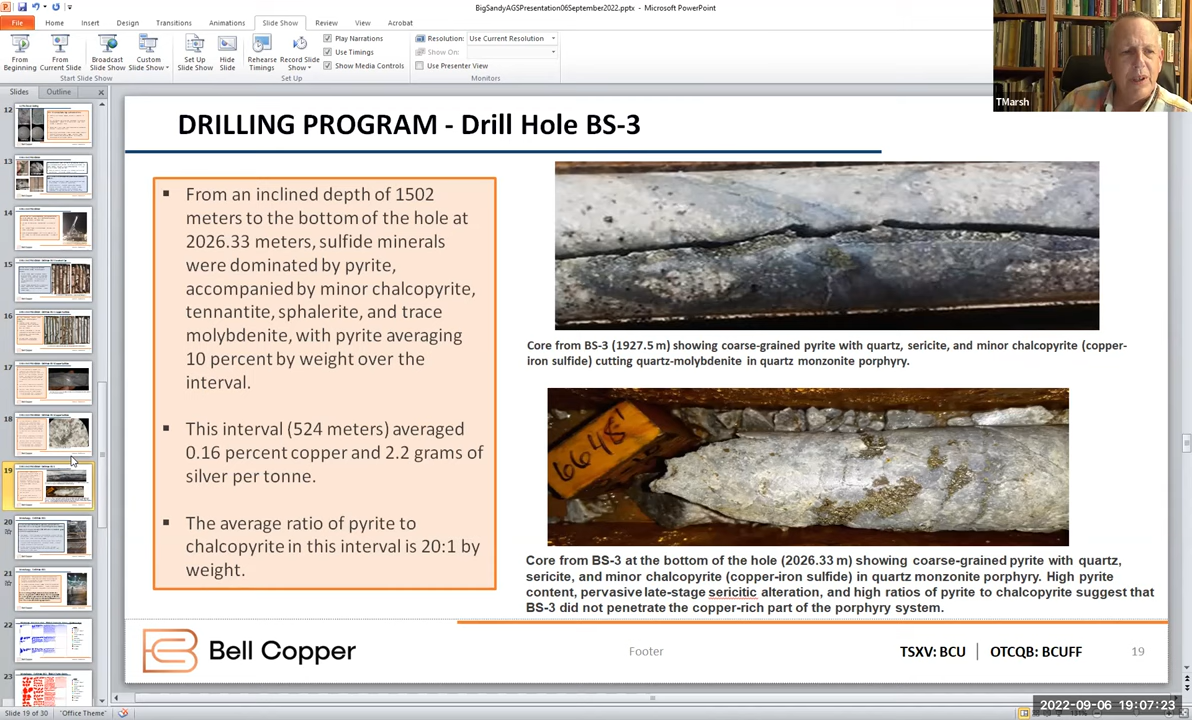 BigSandyAGSPresentation06September2022.pptx - Microsoft PowerPoint
File Home Insert Design Transitions Animations Slide Show Review View Acrobat
From Beginning
From Current Slide
Broadcast Slide Show
Custom Slide Show
Start Slide Show
Set Up Slide Show
Hide Slide
Rehearse Timings
Record Slide Show
Play Narrations
Use Timings
Show Media Controls
Set Up
Resolution: Use Current Resolution
Show On:
Use Presenter View
Monitors
TMarsh
Slides Outline
12
13
14
15
16
17
18
19
20
21
22
23
DRILLING PROGRAM - Drill Hole BS-3
From an inclined depth of 1502
meters to the bottom of the hole at
2026.33 meters, sulfide minerals
were dominated by pyrite,
accompanied by minor chalcopyrite,
tennantite, sphalerite, and trace
molybdenite, with pyrite averaging
10 percent by weight over the
interval.
This interval (524 meters) averaged
0.16 percent copper and 2.2 grams of
silver per tonne.
The average ratio of pyrite to
chalcopyrite in this interval is 20:1 by
weight.
Core from BS-3 (1927.5 m) showing coarse-grained pyrite with quartz, sericite, and minor chalcopyrite (copper-
iron sulfide) cutting quartz-molybdenite in quartz monzonite porphyry.
6648'
Core from BS-3 at the bottom of the hole (2026.33 m) showing coarse-grained pyrite with quartz,
sericite, and minor chalcopyrite (copper-iron sulfide) in quartz monzonite porphyry. High pyrite
content, pervasive late-stage sericitic alteration, and high ratios of pyrite to chalcopyrite suggest that
BS-3 did not penetrate the copper-rich part of the porphyry system.
Bell Copper
Footer
TSXV: BCU | OTCQB: BCUFF 19
Slide 19 of 30 "Office Theme"
2022-09-06 19:07:23